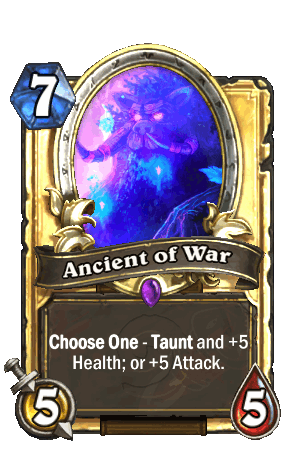 7
Ancient of War
Choose One - Taunt and +5
Health; or +5 Attack.
5
5